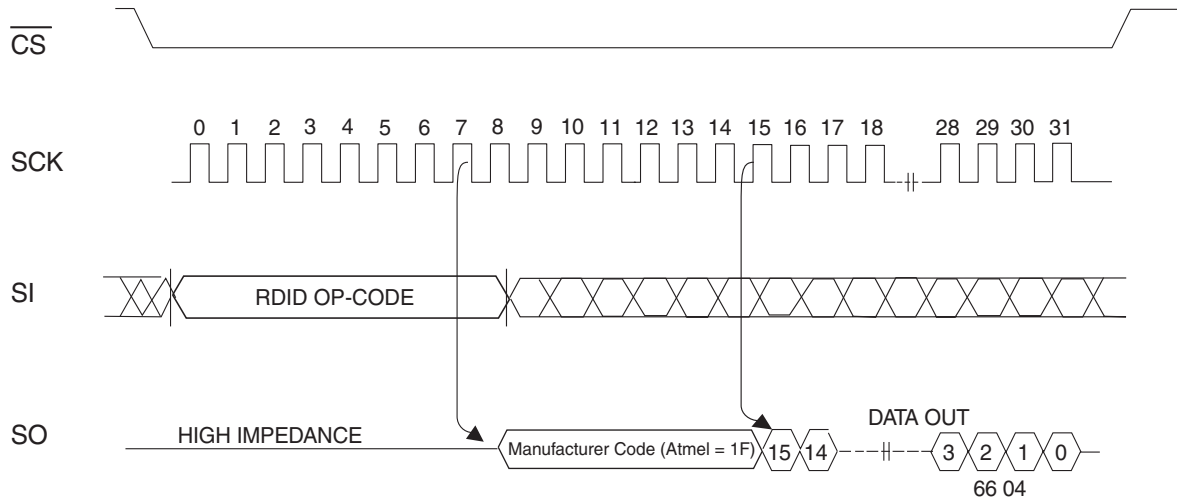 CS
0 1 2 3 4 5 6 7 8 9 10 11 12 13 14 15 16 17 18 28 29 30 31
SCK
SI
RDID OP-CODE
SO
HIGH IMPEDANCE
DATA OUT
Manufacturer Code (Atmel = 1F)
15 14 3 2 1 0
66 04